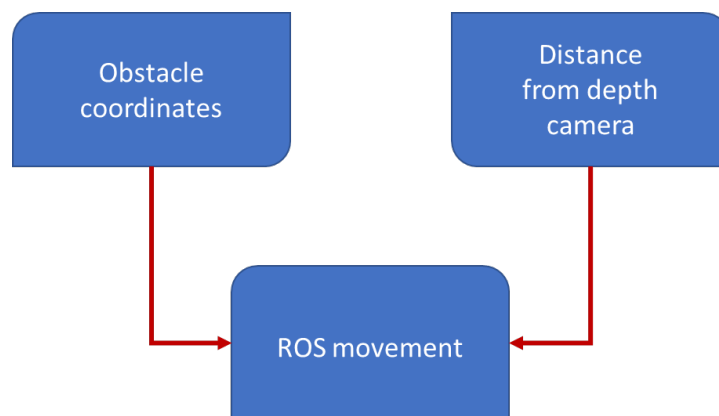 Obstacle
coordinates
Distance
from depth
camera
ROS movement